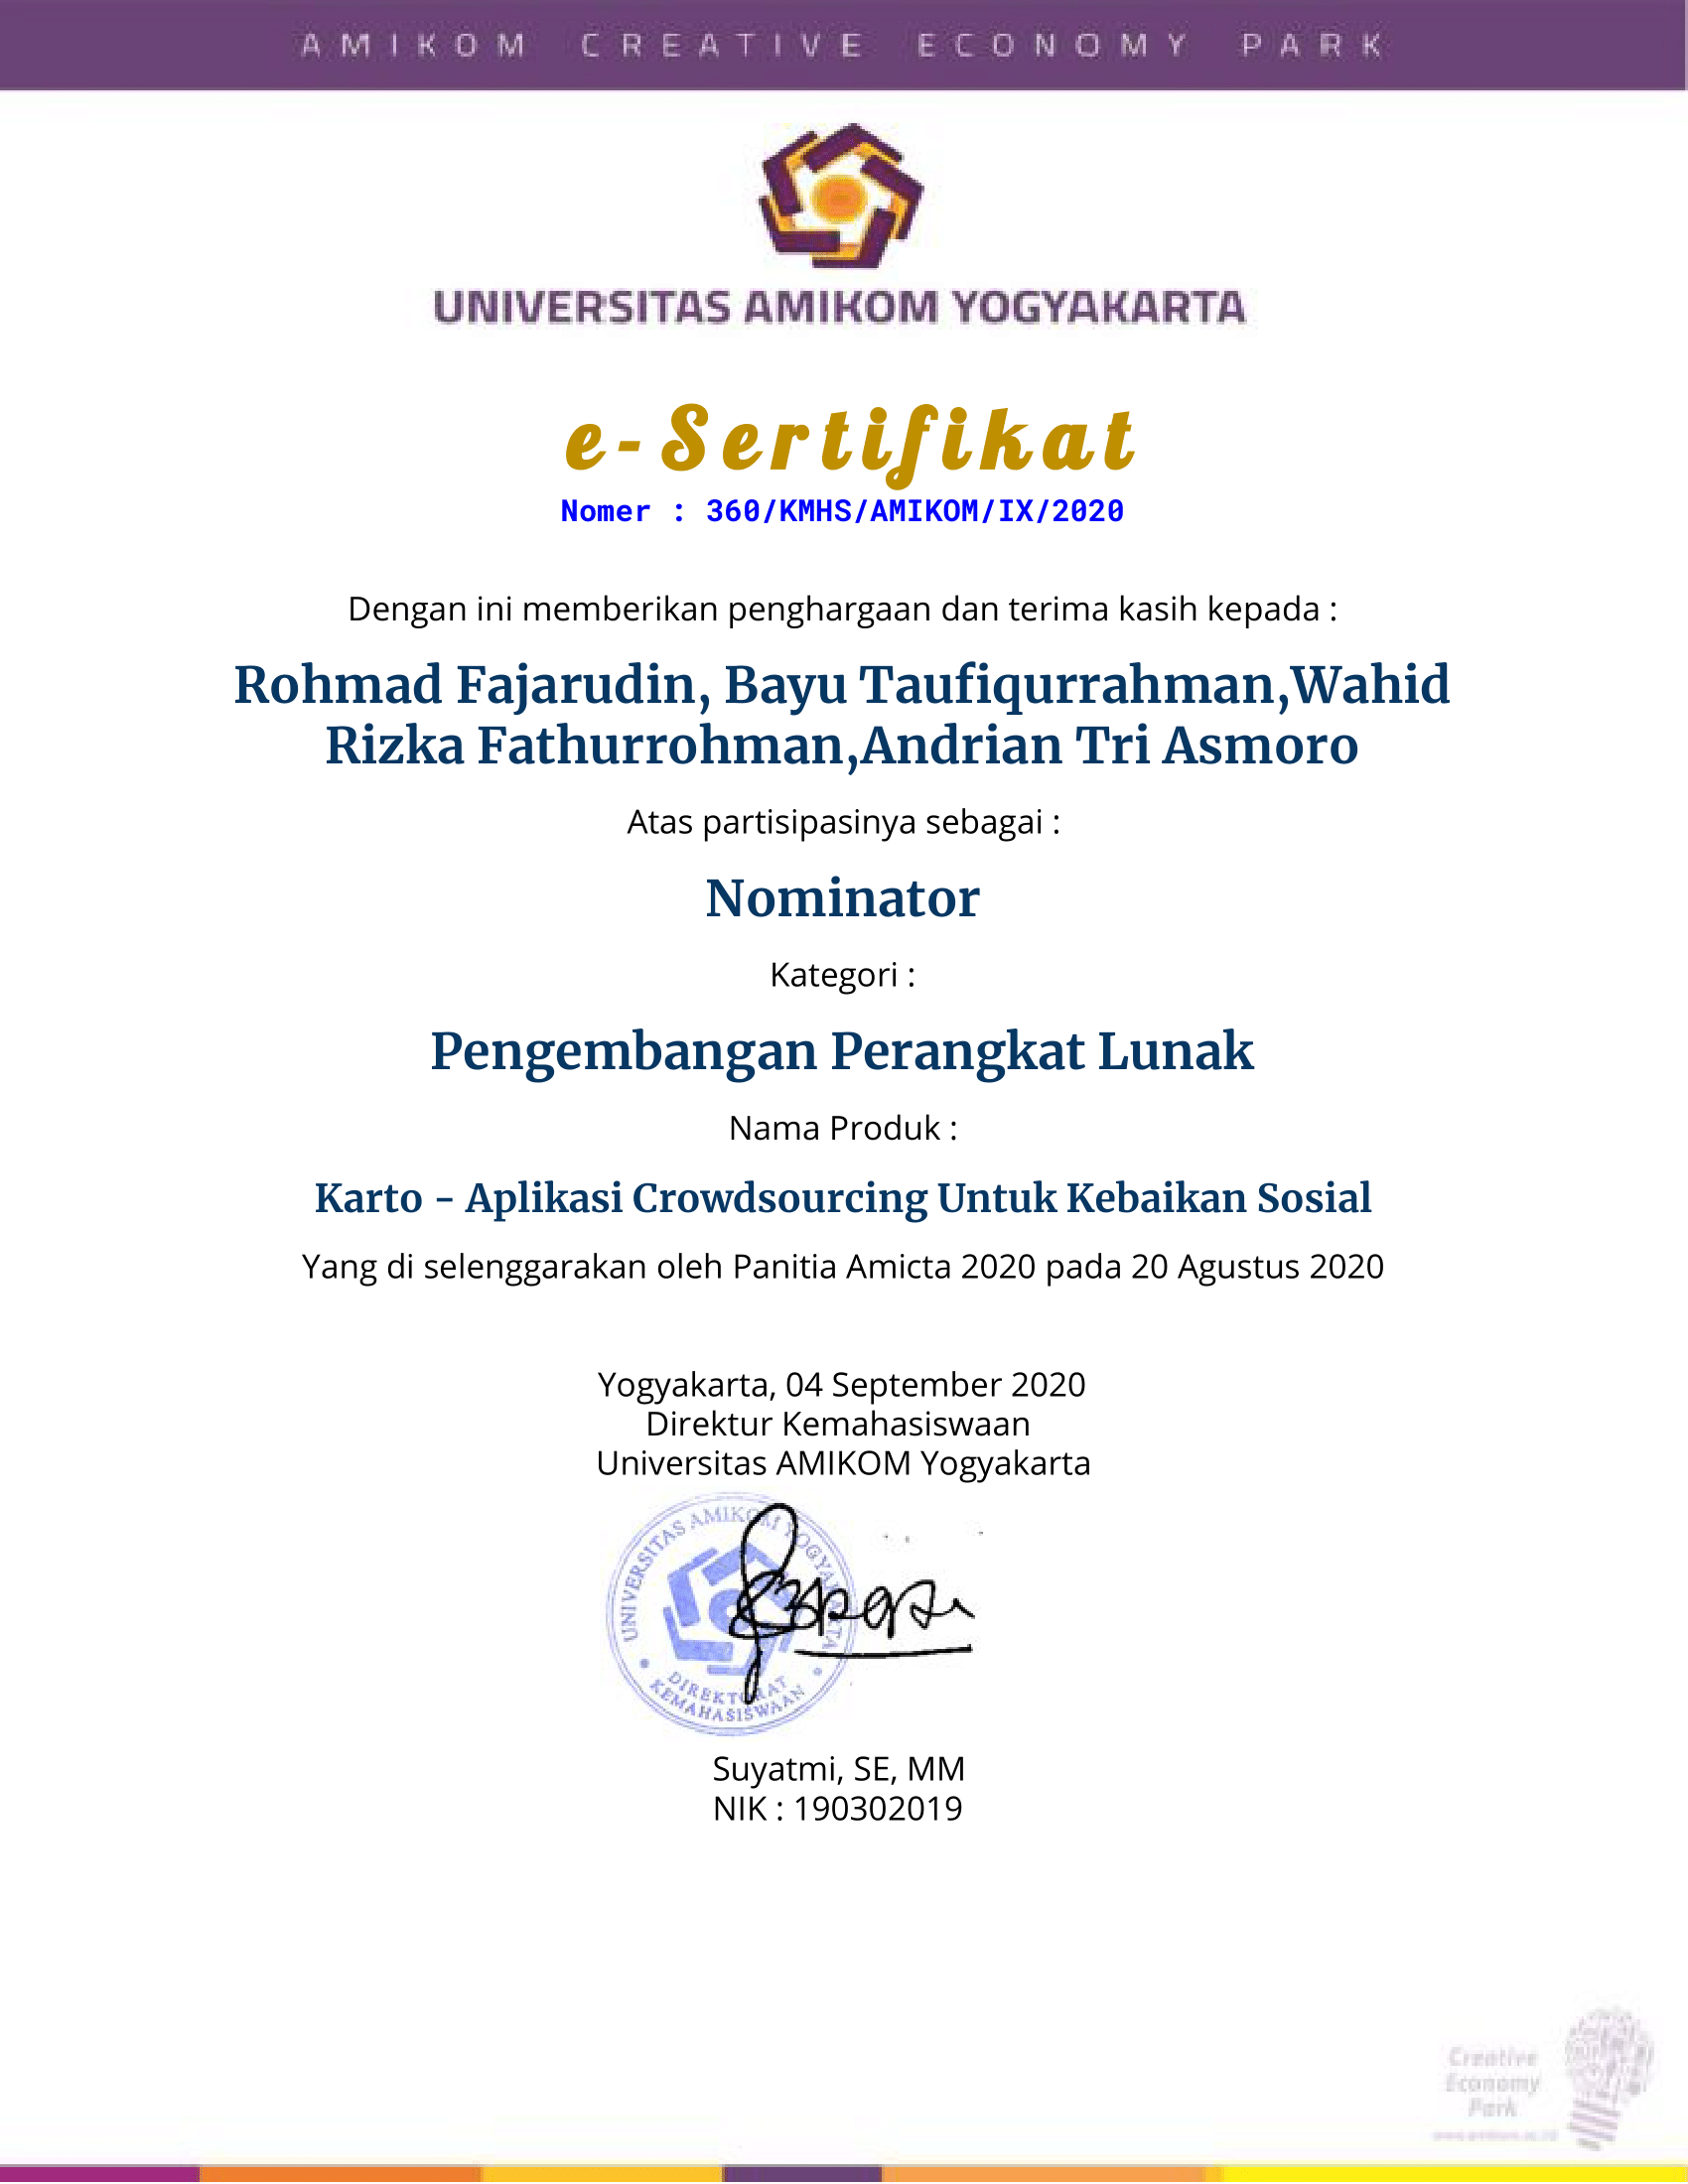 AMIKOM CREATIVE ECONOMY PARK
UNIVERSITAS AMIKOM YOGYAKARTA
e-Sertifikat
Nomer : 360/KMHS/AMIKOM/IX/2020
Dengan ini memberikan penghargaan dan terima kasih kepada :
Rohmad Fajarudin, Bayu Taufiqurrahman,Wahid
Rizka Fathurrohman,Andrian Tri Asmoro
Atas partisipasinya sebagai :
Nominator
Kategori :
Pengembangan Perangkat Lunak
Nama Produk :
Karto - Aplikasi Crowdsourcing Untuk Kebaikan Sosial
Yang di selenggarakan oleh Panitia Amicta 2020 pada 20 Agustus 2020
Yogyakarta, 04 September 2020
Direktur Kemahasiswaan
Universitas AMIKOM Yogyakarta
UNIVERSITAS AMIKOM YOGYAKARTA
DIREKTORAT
KEMAHASISWAAN
Suyatmi, SE, MM
NIK : 190302019
Creative
Economy
Park